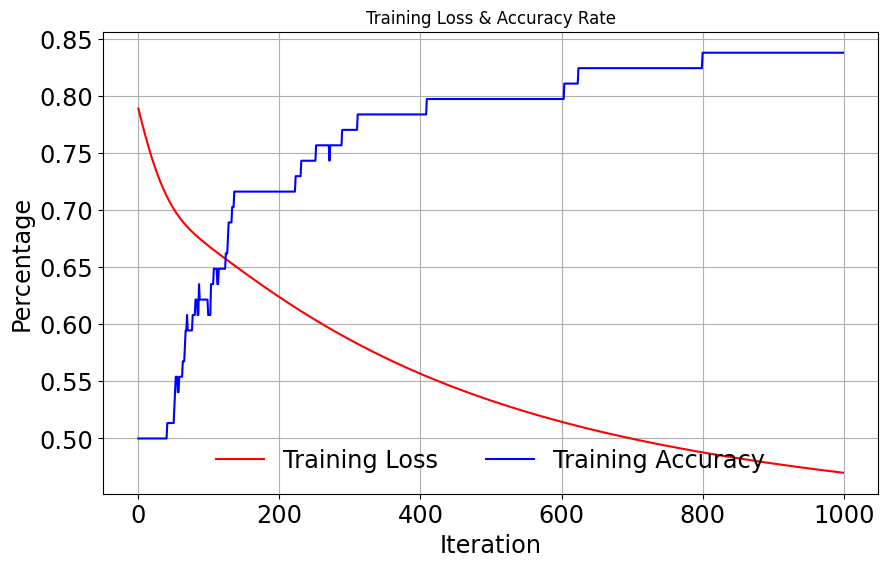 Training Loss & Accuracy Rate
0.85
0.80
0.75
0.70
0.65
0.60
0.55
0.50
Percentage
Training Loss
Training Accuracy
0
200
400
600
800
1000
Iteration